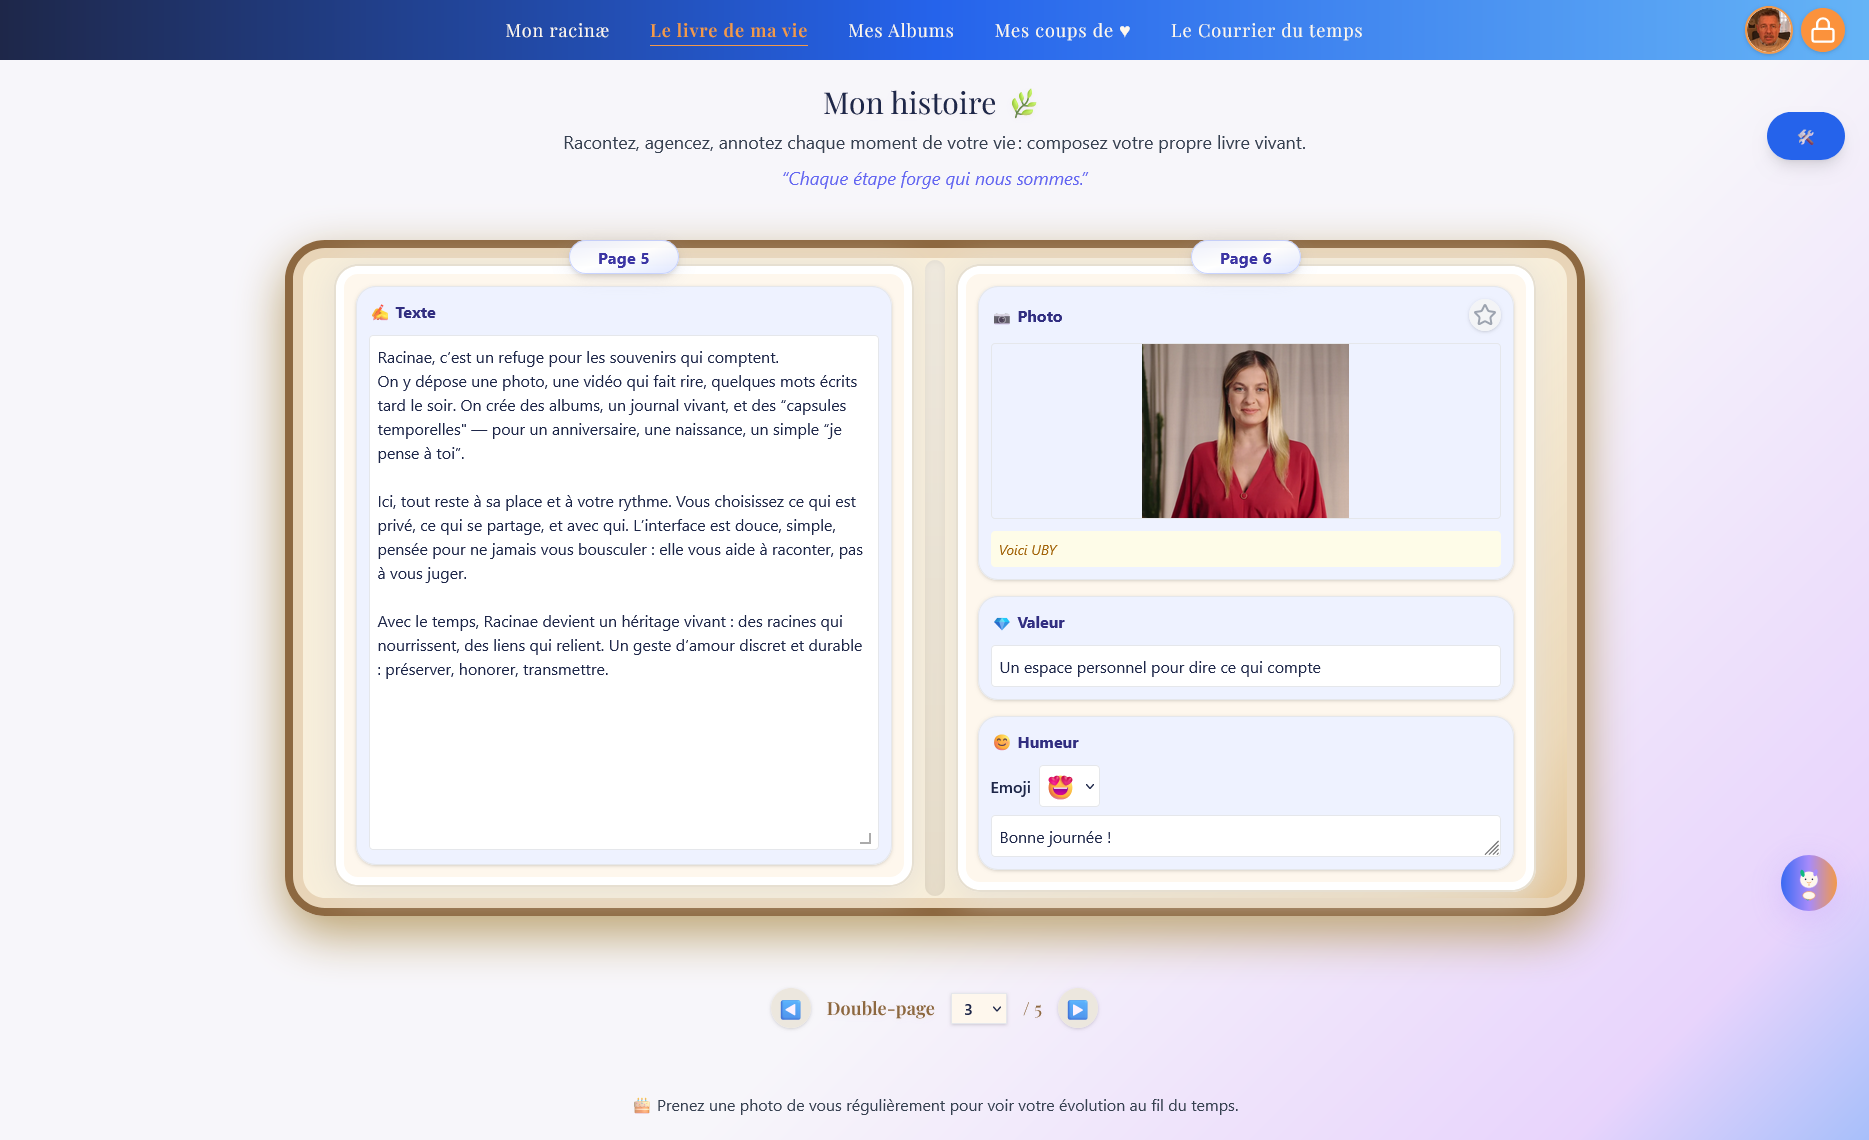 Mon racinæ
Le livre de ma vie
Mes Albums
Mes coups de ♥
Le Courrier du temps
Mon histoire 🌿
Racontez, agencez, annotez chaque moment de votre vie : composez votre propre livre vivant.
“Chaque étape forge qui nous sommes.”
Page 5
✍️ Texte
Racinae, c’est un refuge pour les souvenirs qui comptent.
On y dépose une photo, une vidéo qui fait rire, quelques mots écrits
tard le soir. On crée des albums, un journal vivant, et des “capsules
temporelles" — pour un anniversaire, une naissance, un simple “je
pense à toi”.
Ici, tout reste à sa place et à votre rythme. Vous choisissez ce qui est
privé, ce qui se partage, et avec qui. L’interface est douce, simple,
pensée pour ne jamais vous bousculer : elle vous aide à raconter, pas
à vous juger.
Avec le temps, Racinae devient un héritage vivant : des racines qui
nourrissent, des liens qui relient. Un geste d’amour discret et durable
: préserver, honorer, transmettre.
Page 6
📷 Photo
Voici UBY
💎 Valeur
Un espace personnel pour dire ce qui compte
😊 Humeur
Emoji 😍
Bonne journée !
Double-page 3 / 5
🎂 Prenez une photo de vous régulièrement pour voir votre évolution au fil du temps.